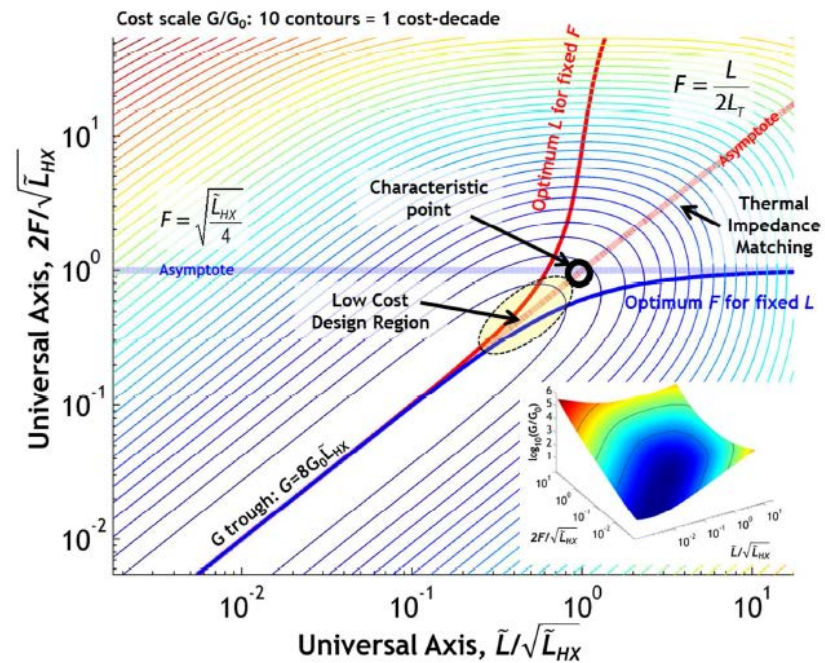 Cost scale G/G₀: 10 contours = 1 cost-decade
Optimum L for fixed F
F = L / 2L_T
Asymptote
Characteristic
point
Thermal
Impedance
Matching
F = √(L̃_HX / 4)
Asymptote
Low Cost
Design Region
Optimum F for fixed L
G trough: G=8G₀L̃_HX
log₁₀(G/G₀)
6
5
4
3
2
1
10¹
10⁰
10⁻¹
10⁻²
2F/√L̃_HX
10⁻²
10⁻¹
10⁰
10¹
L̃/√L̃_HX
Universal Axis, 2F/√L̃_HX
10¹
10⁰
10⁻¹
10⁻²
10⁻²
10⁻¹
10⁰
10¹
Universal Axis, L̃/√L̃_HX